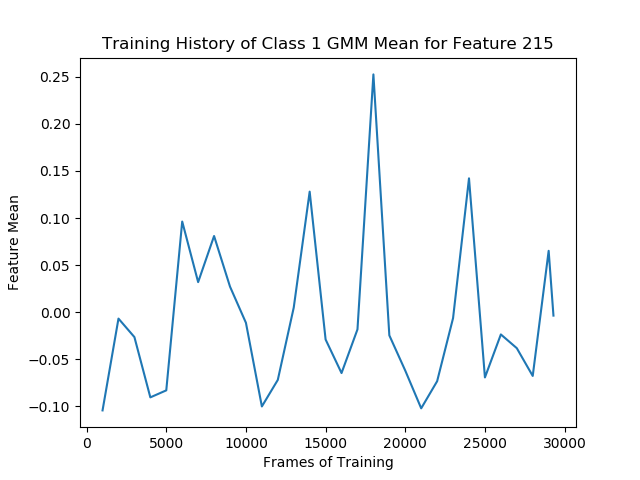 Training History of Class 1 GMM Mean for Feature 215
0.25
0.20
0.15
0.10
0.05
0.00
−0.05
−0.10
Feature Mean
0 5000 10000 15000 20000 25000 30000
Frames of Training